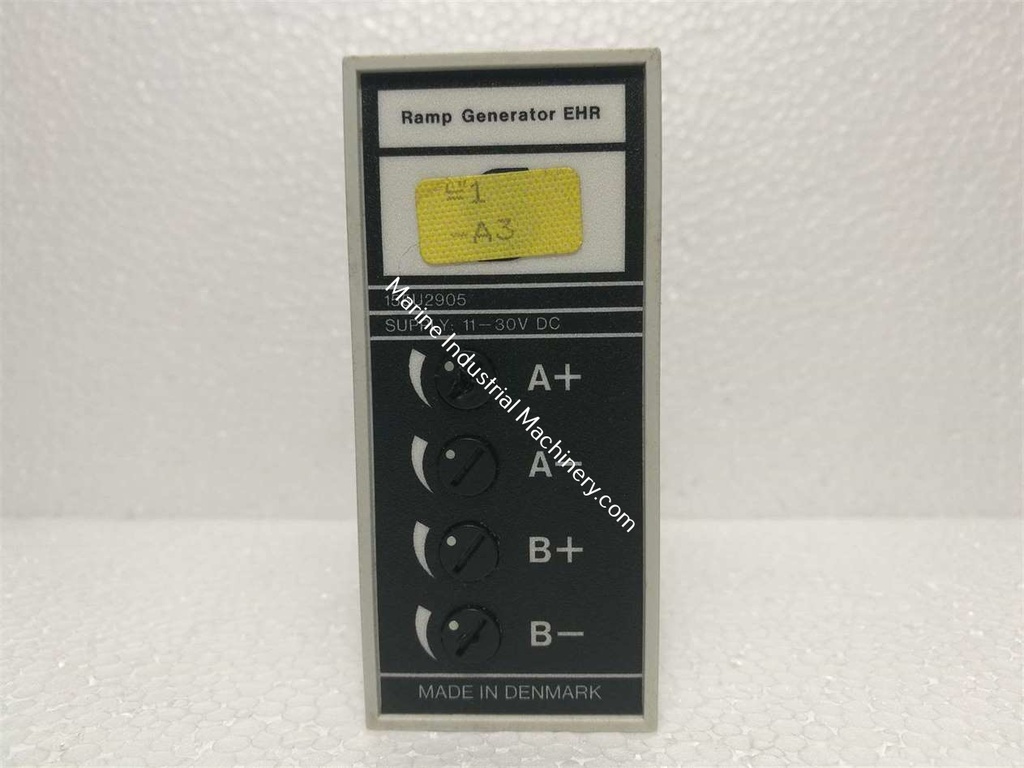 Ramp Generator EHR
#1
-A3
SUPPLY: 11-30V DC
A+
A-
B+
B-
MADE IN DENMARK
Marine Industrial Machinery.com